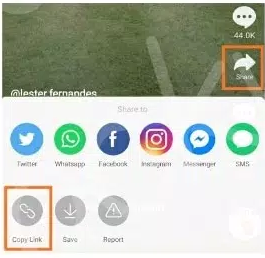 44.0K
Share
@lester.fernandes
Share to
Twitter
Whatsapp
Facebook
Instagram
Messenger
SMS
Copy Link
Save
Report